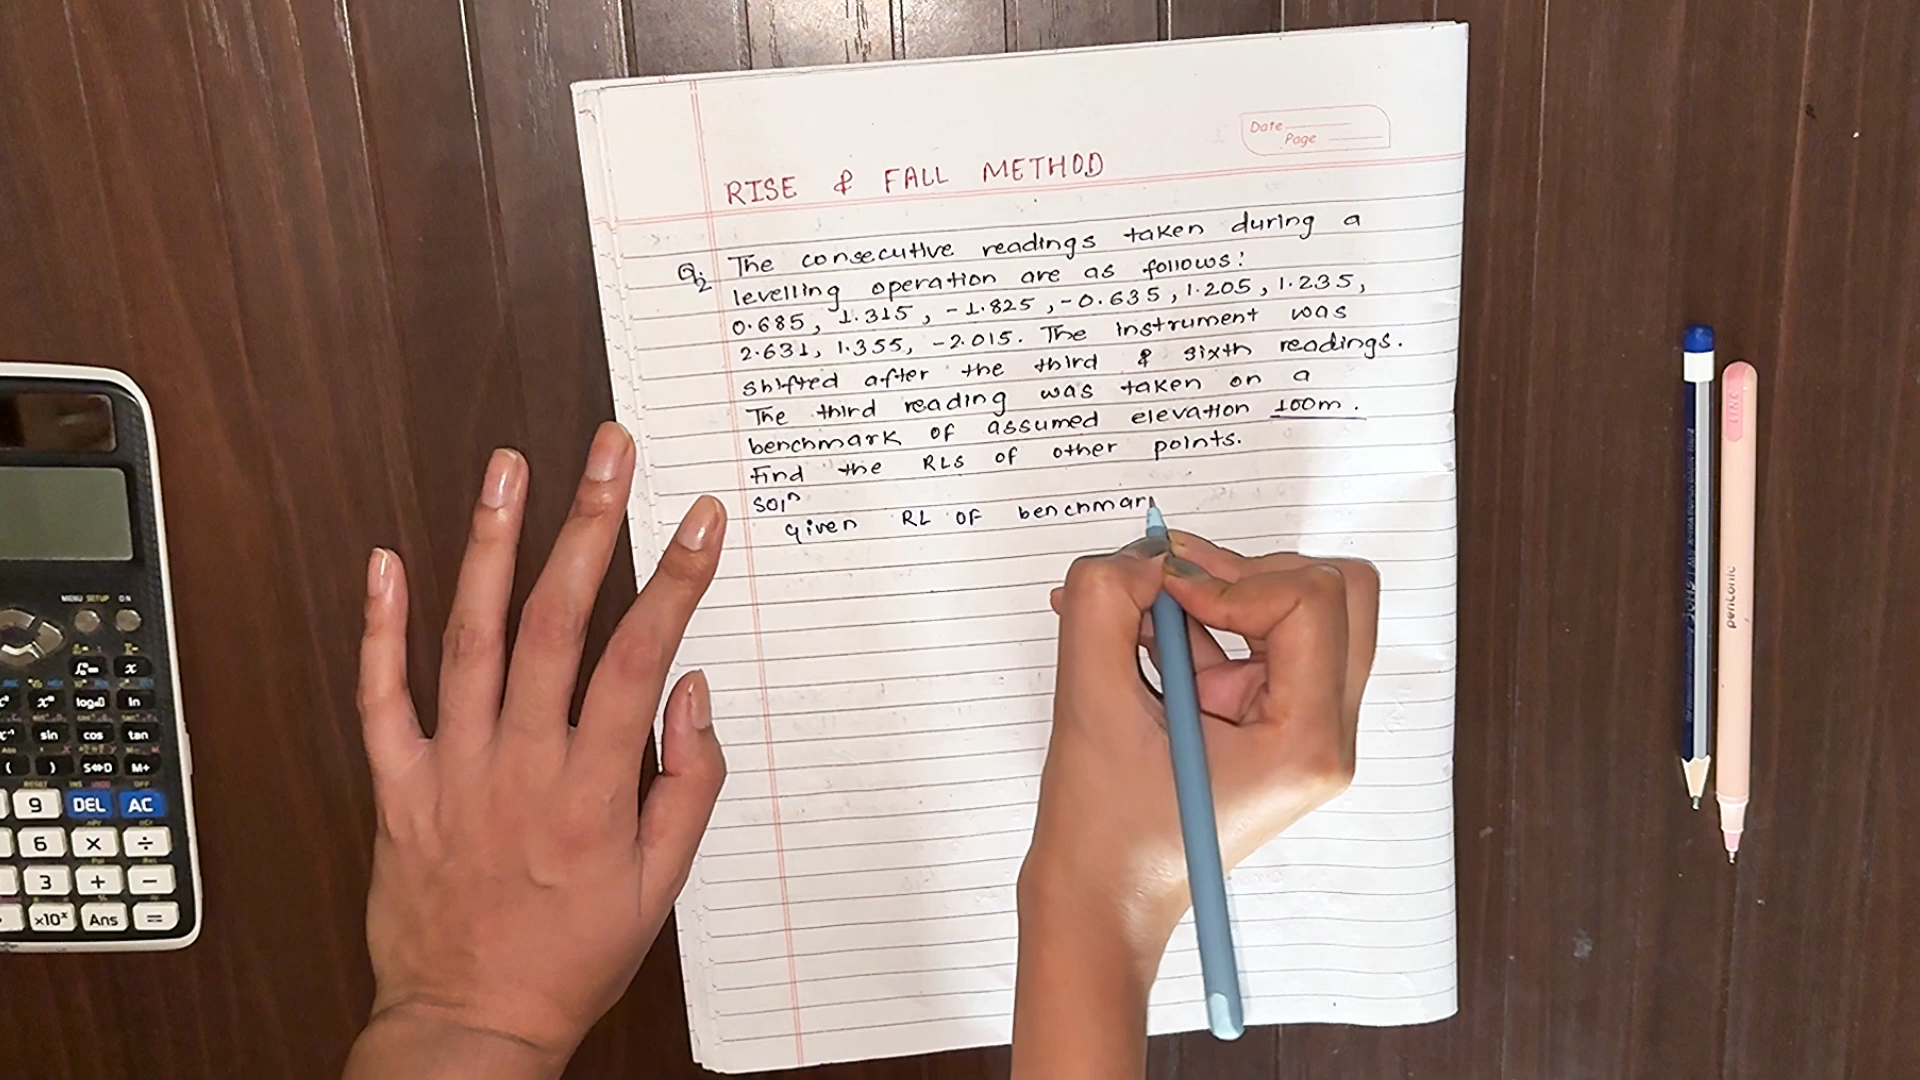 Date
Page
RISE & FALL METHOD
Q2 The consecutive readings taken during a
levelling operation are as follows:
0.685, 1.315, -1.825, -0.635, 1.205, 1.235,
2.631, 1.355, -2.015. The instrument was
shifted after the third & sixth readings.
The third reading was taken on a
benchmark of assumed elevation 100m.
Find the RLs of other points.
Solⁿ
Given RL OF benchmar
MENU SETUP ON
x
log
ln
sin cos tan
( ) S⇔D M+
9 DEL AC
6 × ÷
3 + −
×10ˣ Ans =
LINC
pentonic